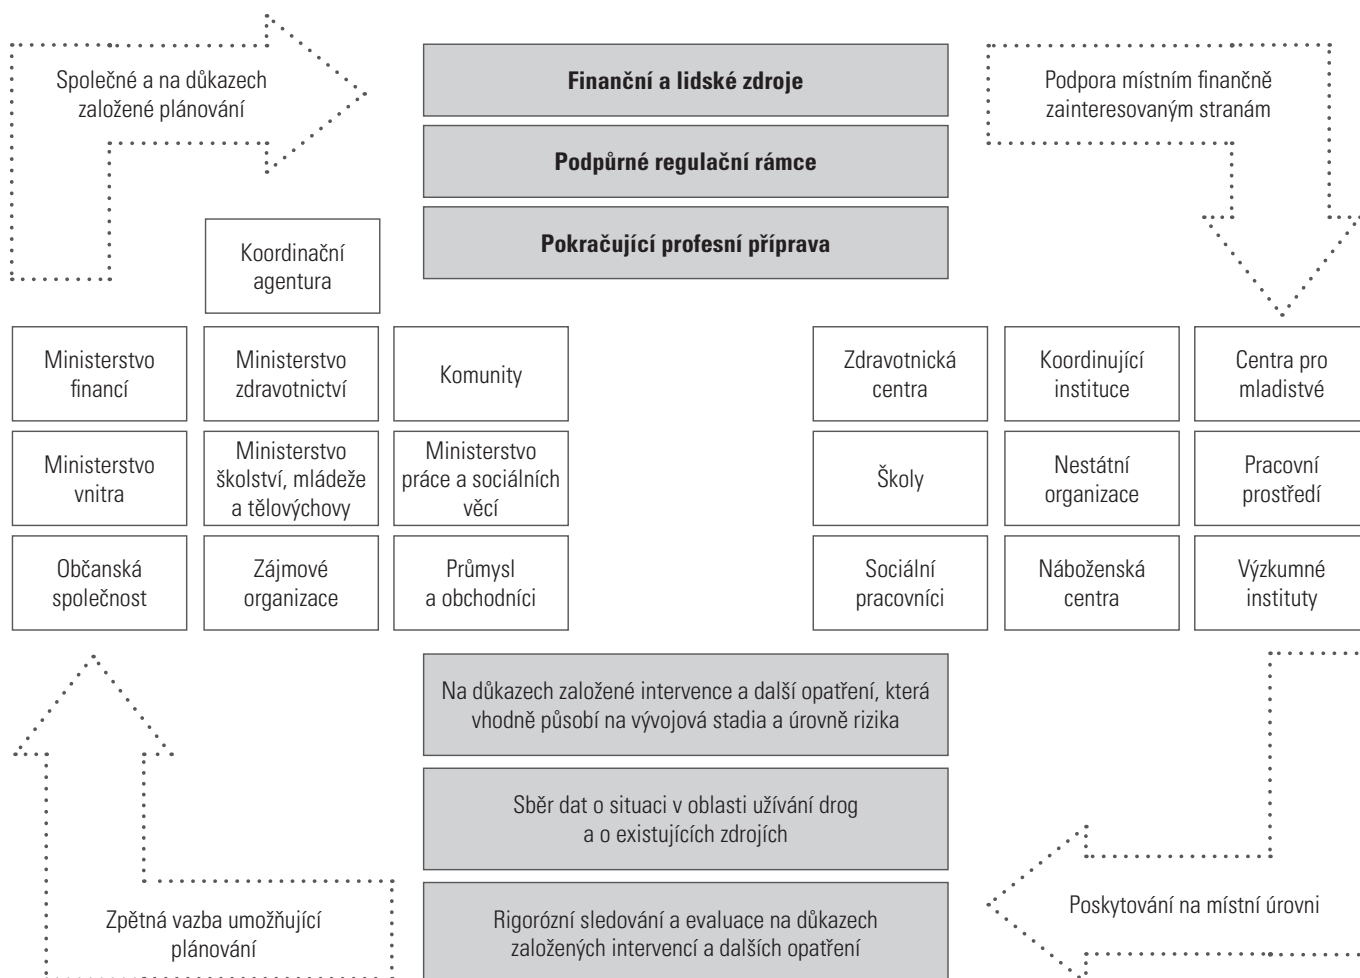 Společné a na důkazech
založené plánování
Finanční a lidské zdroje
Podpůrné regulační rámce
Pokračující profesní příprava
Podpora místním finančně
zainteresovaným stranám
Koordinační
agentura
Ministerstvo
financí
Ministerstvo
zdravotnictví
Komunity
Ministerstvo
vnitra
Ministerstvo
školství, mládeže
a tělovýchovy
Ministerstvo
práce a sociálních
věcí
Občanská
společnost
Zájmové
organizace
Průmysl
a obchodníci
Zdravotnická
centra
Koordinující
instituce
Centra pro
mladistvé
Školy
Nestátní
organizace
Pracovní
prostředí
Sociální
pracovníci
Náboženská
centra
Výzkumné
instituty
Na důkazech založené intervence a další opatření, která
vhodně působí na vývojová stadia a úrovně rizika
Sběr dat o situaci v oblasti užívání drog
a o existujících zdrojích
Rigorózní sledování a evaluace na důkazech
založených intervencí a dalších opatření
Zpětná vazba umožňující
plánování
Poskytování na místní úrovni